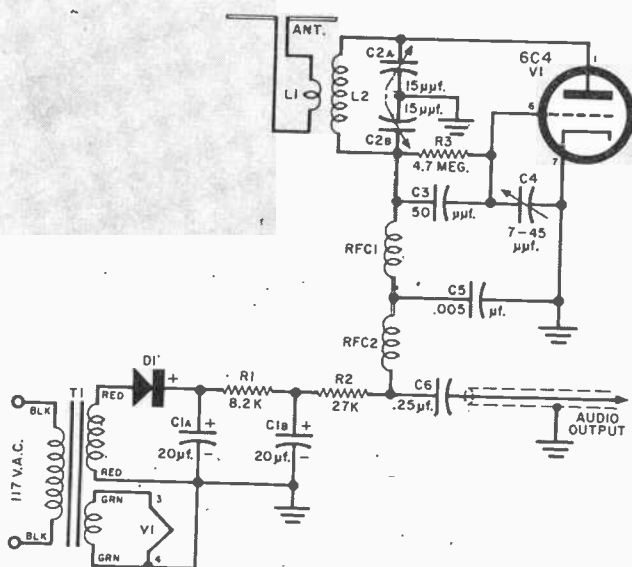 ANT.
C2A
6C4
V1
1
L1
L2
15µµf.
15µµf.
6
C2B
R3
4.7 MEG.
7
C3
50 µµf.
C4
7-45
µµf.
RFC1
C5
.005 µf.
RFC2
D1
+
R1
8.2K
R2
27K
C6
.25µf.
AUDIO
OUTPUT
T1
BLK
RED
117 V.A.C.
C1A +
20µf. -
C1B +
20µf. -
RED
GRN
3
V1
BLK
GRN
4